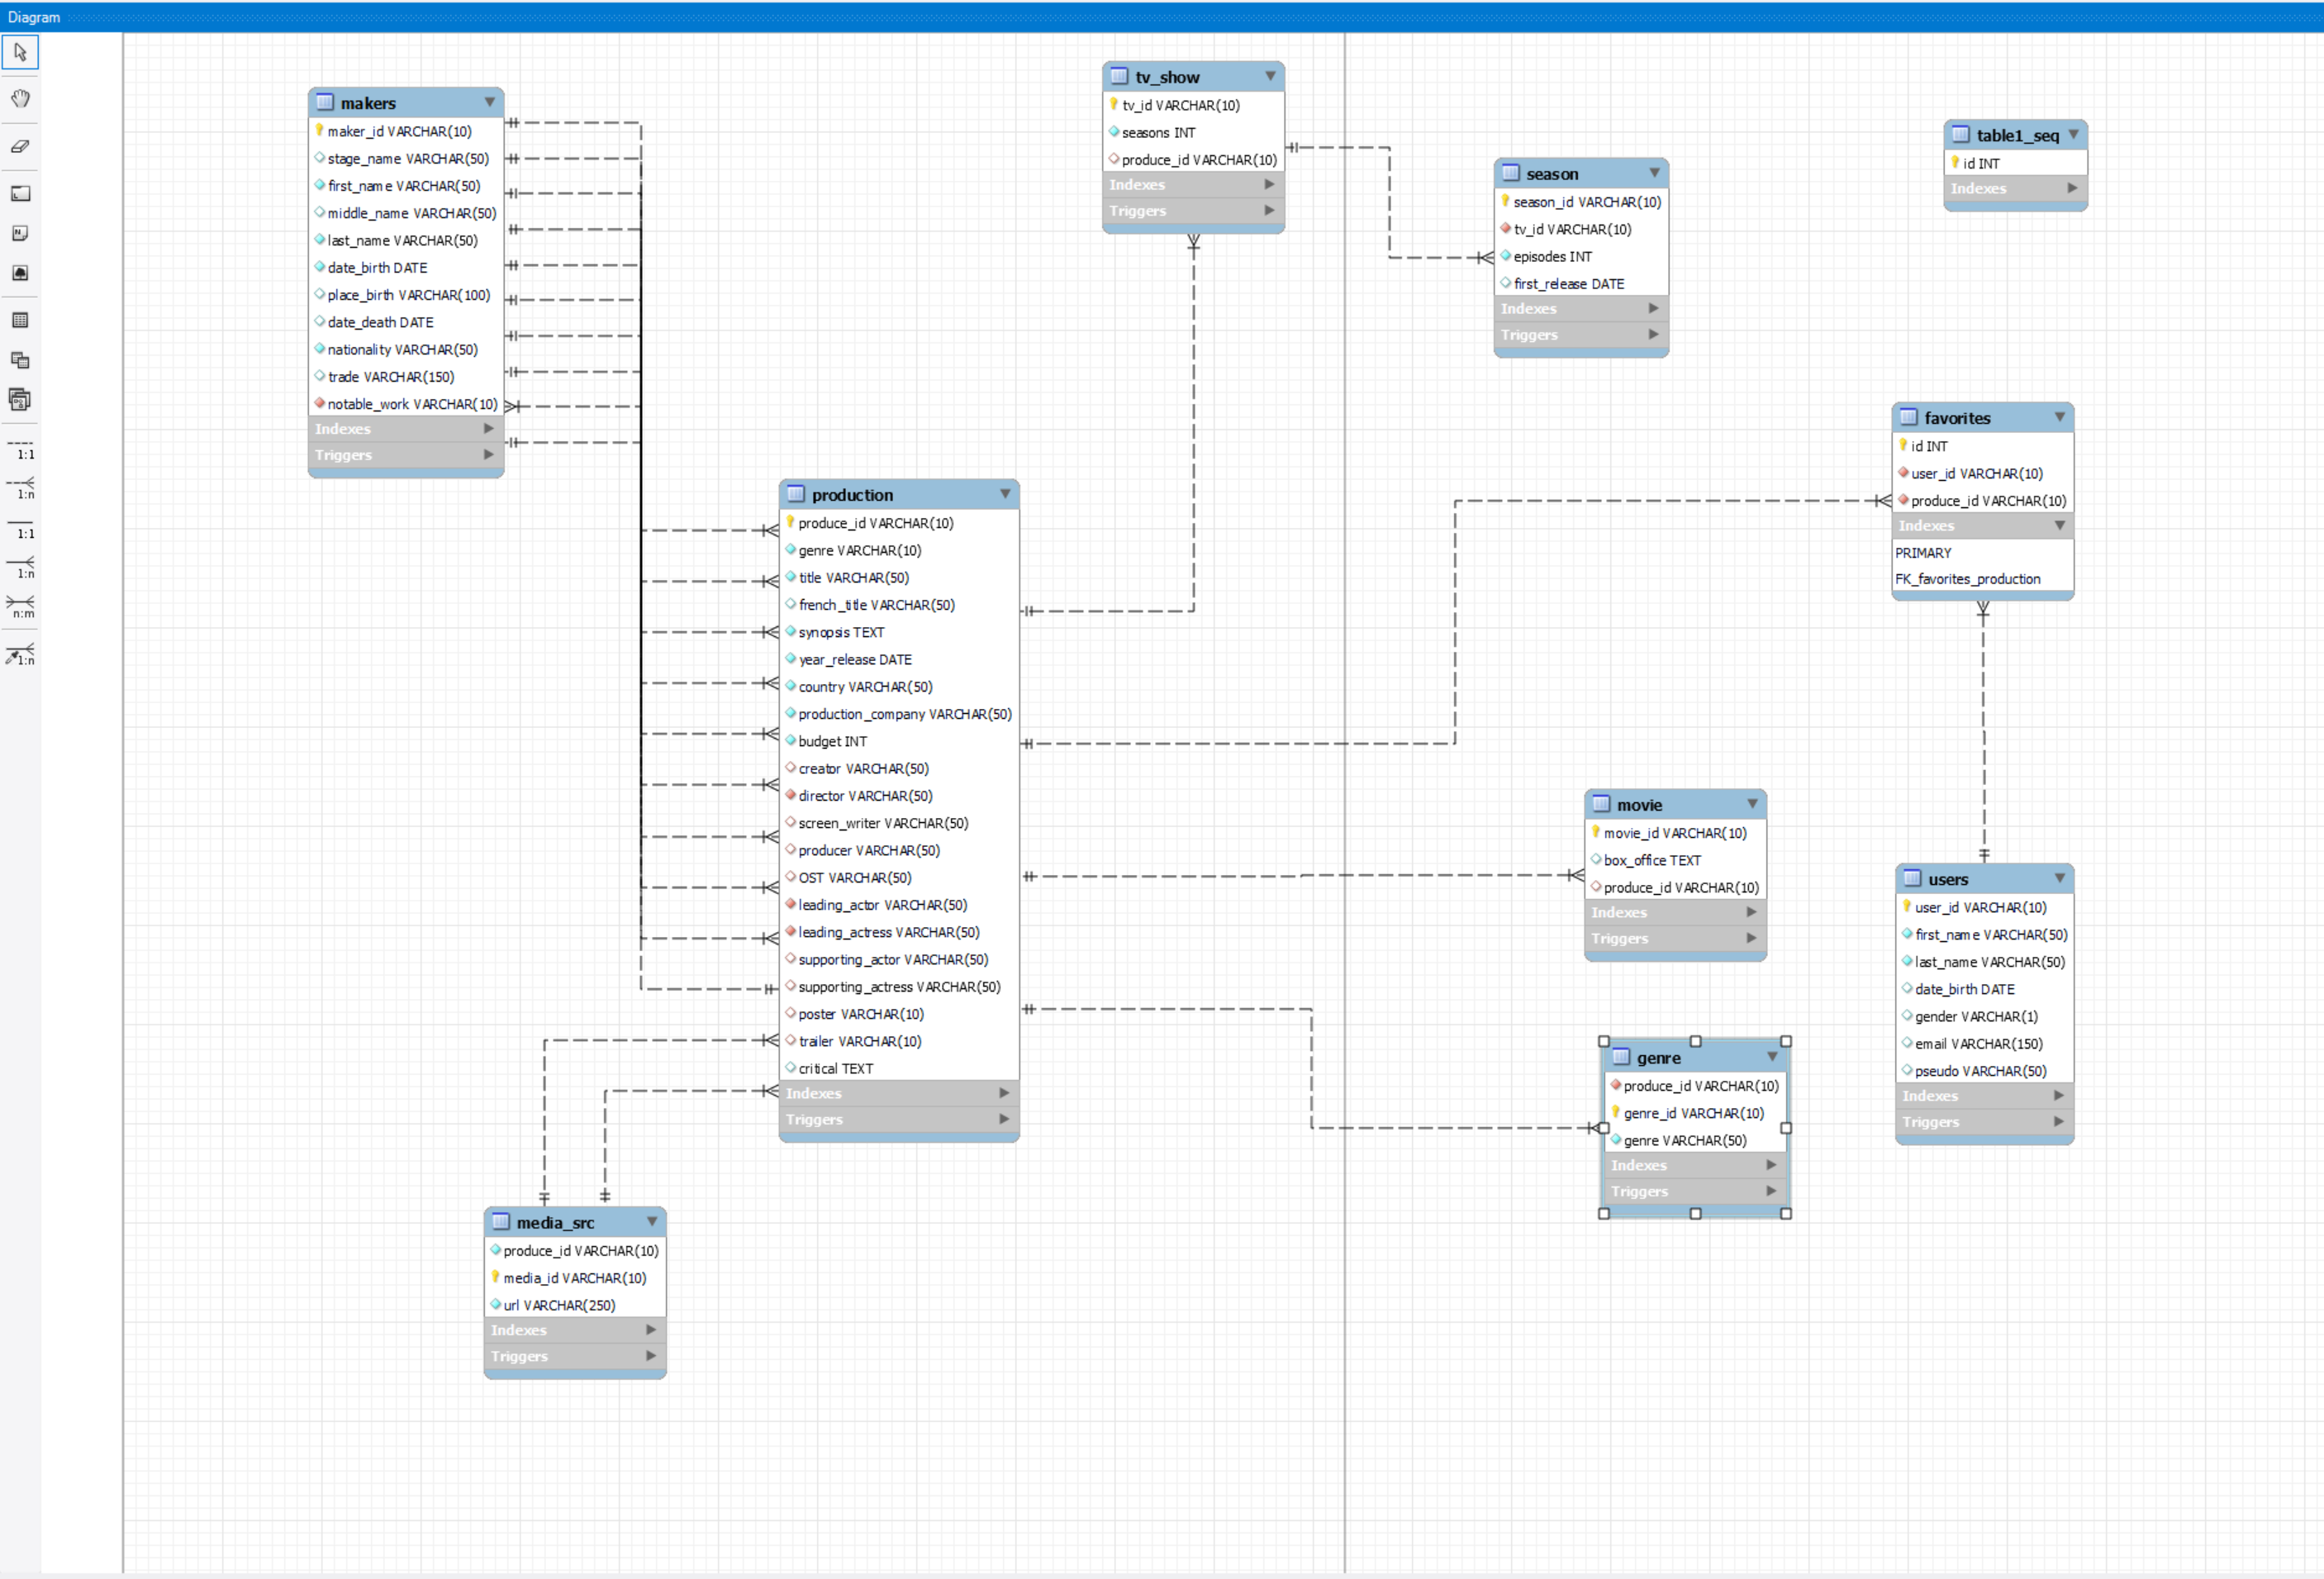 Diagram
1:1
1:n
1:1
1:n
n:m
1:n
makers
maker_id VARCHAR(10)
stage_name VARCHAR(50)
first_name VARCHAR(50)
middle_name VARCHAR(50)
last_name VARCHAR(50)
date_birth DATE
place_birth VARCHAR(100)
date_death DATE
nationality VARCHAR(50)
trade VARCHAR(150)
notable_work VARCHAR(10)
Indexes
Triggers
production
produce_id VARCHAR(10)
genre VARCHAR(10)
title VARCHAR(50)
french_title VARCHAR(50)
synopsis TEXT
year_release DATE
country VARCHAR(50)
production_company VARCHAR(50)
budget INT
creator VARCHAR(50)
director VARCHAR(50)
screen_writer VARCHAR(50)
producer VARCHAR(50)
OST VARCHAR(50)
leading_actor VARCHAR(50)
leading_actress VARCHAR(50)
supporting_actor VARCHAR(50)
supporting_actress VARCHAR(50)
poster VARCHAR(10)
trailer VARCHAR(10)
critical TEXT
Indexes
Triggers
media_src
produce_id VARCHAR(10)
media_id VARCHAR(10)
url VARCHAR(250)
Indexes
Triggers
tv_show
tv_id VARCHAR(10)
seasons INT
produce_id VARCHAR(10)
Indexes
Triggers
season
season_id VARCHAR(10)
tv_id VARCHAR(10)
episodes INT
first_release DATE
Indexes
Triggers
table1_seq
id INT
Indexes
favorites
id INT
user_id VARCHAR(10)
produce_id VARCHAR(10)
Indexes
PRIMARY
FK_favorites_production
movie
movie_id VARCHAR(10)
box_office TEXT
produce_id VARCHAR(10)
Indexes
Triggers
users
user_id VARCHAR(10)
first_name VARCHAR(50)
last_name VARCHAR(50)
date_birth DATE
gender VARCHAR(1)
email VARCHAR(150)
pseudo VARCHAR(50)
Indexes
Triggers
genre
produce_id VARCHAR(10)
genre_id VARCHAR(10)
genre VARCHAR(50)
Indexes
Triggers